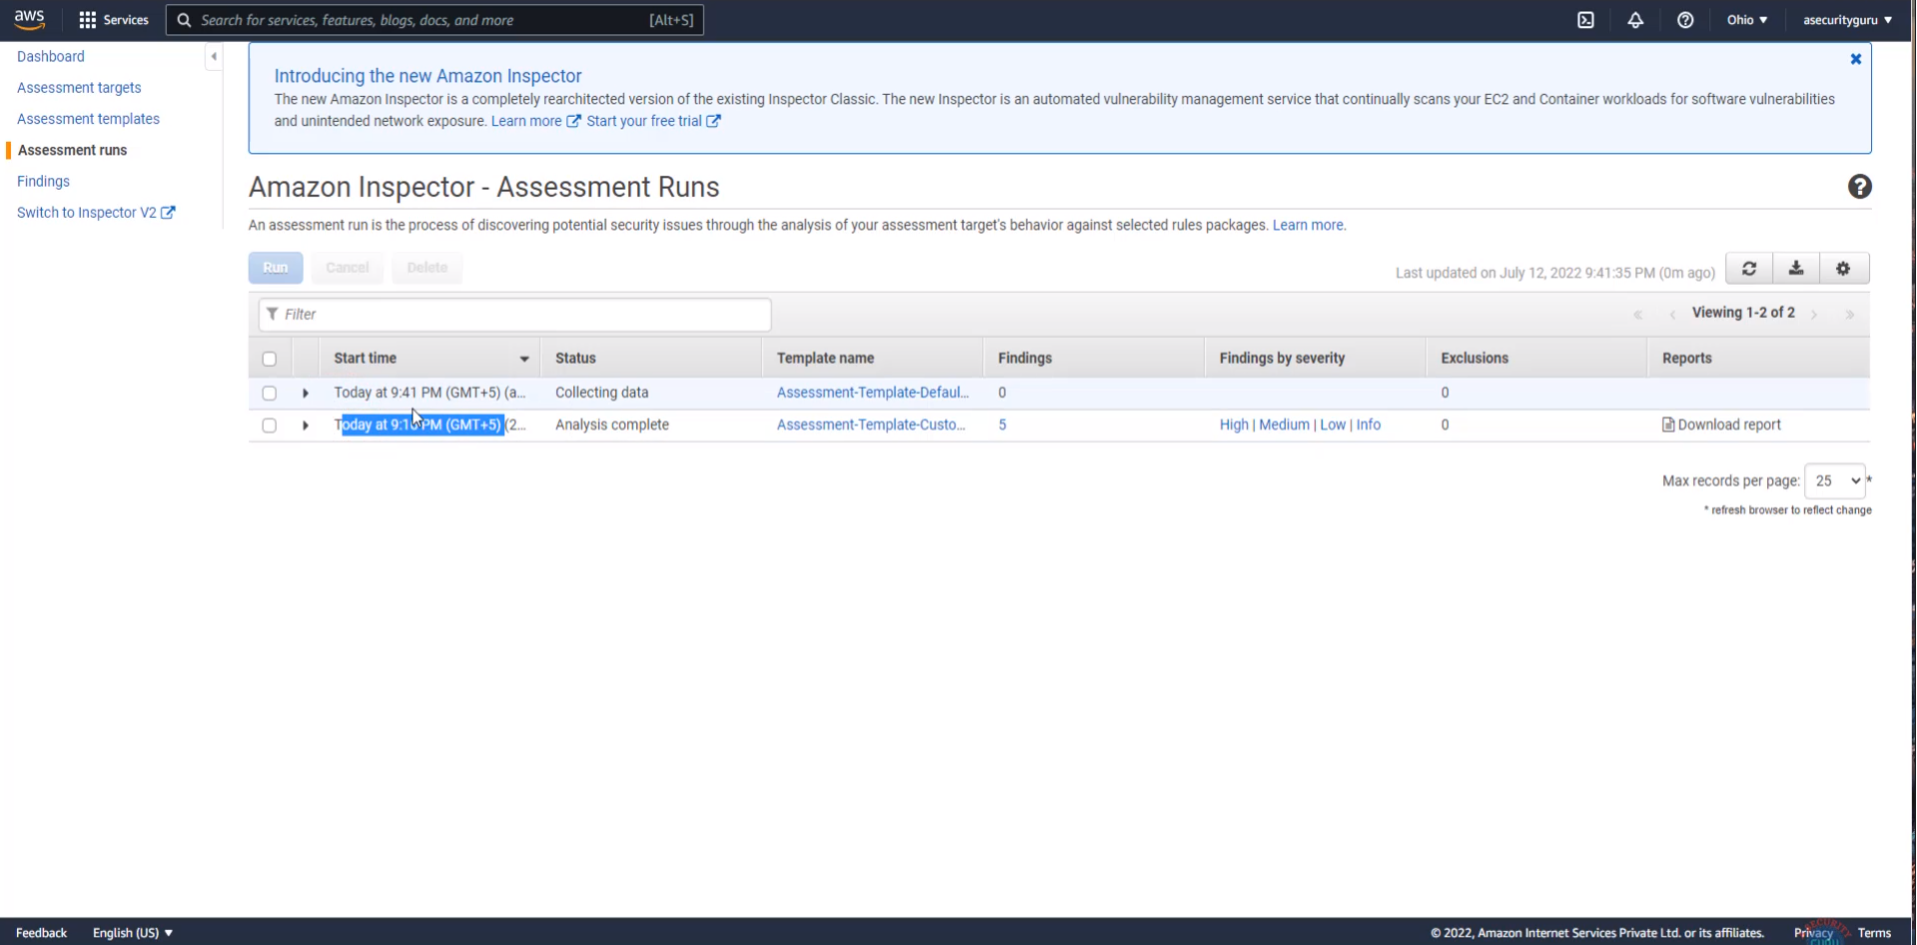 aws Services Search for services, features, blogs, docs, and more [Alt+S] Ohio asecurityguru
Dashboard
Assessment targets
Assessment templates
Assessment runs
Findings
Switch to Inspector V2
Introducing the new Amazon Inspector
The new Amazon Inspector is a completely rearchitected version of the existing Inspector Classic. The new Inspector is an automated vulnerability management service that continually scans your EC2 and Container workloads for software vulnerabilities
and unintended network exposure. Learn more Start your free trial
Amazon Inspector - Assessment Runs
An assessment run is the process of discovering potential security issues through the analysis of your assessment target's behavior against selected rules packages. Learn more.
Run Cancel Delete Last updated on July 12, 2022 9:41:35 PM (0m ago)
Filter Viewing 1-2 of 2
Start time Status Template name Findings Findings by severity Exclusions Reports
Today at 9:41 PM (GMT+5) (a... Collecting data Assessment-Template-Defaul... 0 0
Today at PM (GMT+5) (2... Analysis complete Assessment-Template-Custo... 5 High | Medium | Low | Info 0 Download report
Max records per page: 25 *
* refresh browser to reflect change
Feedback English (US) © 2022, Amazon Internet Services Private Ltd. or its affiliates. Privacy Terms